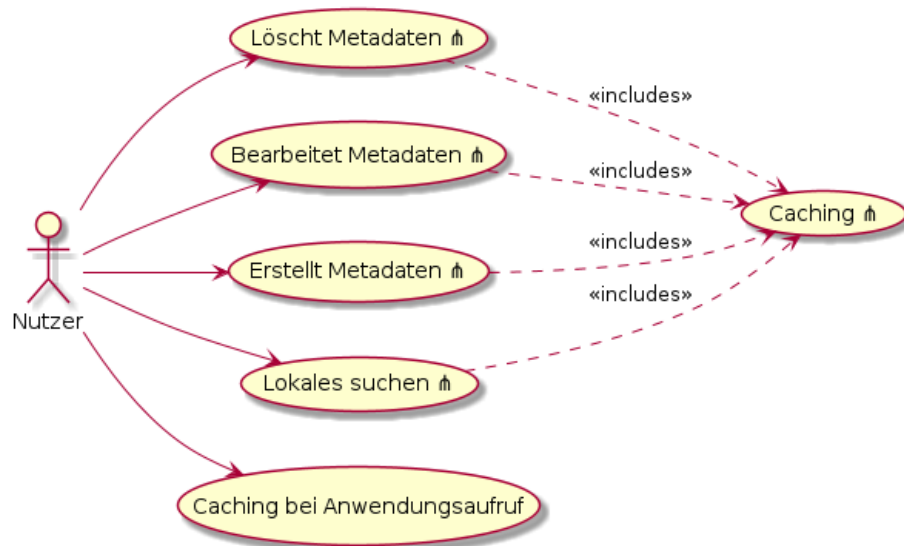 Löscht Metadaten ⋔
«includes»
Bearbeitet Metadaten ⋔
«includes»
Caching ⋔
Erstellt Metadaten ⋔
«includes»
«includes»
Nutzer
Lokales suchen ⋔
Caching bei Anwendungsaufruf